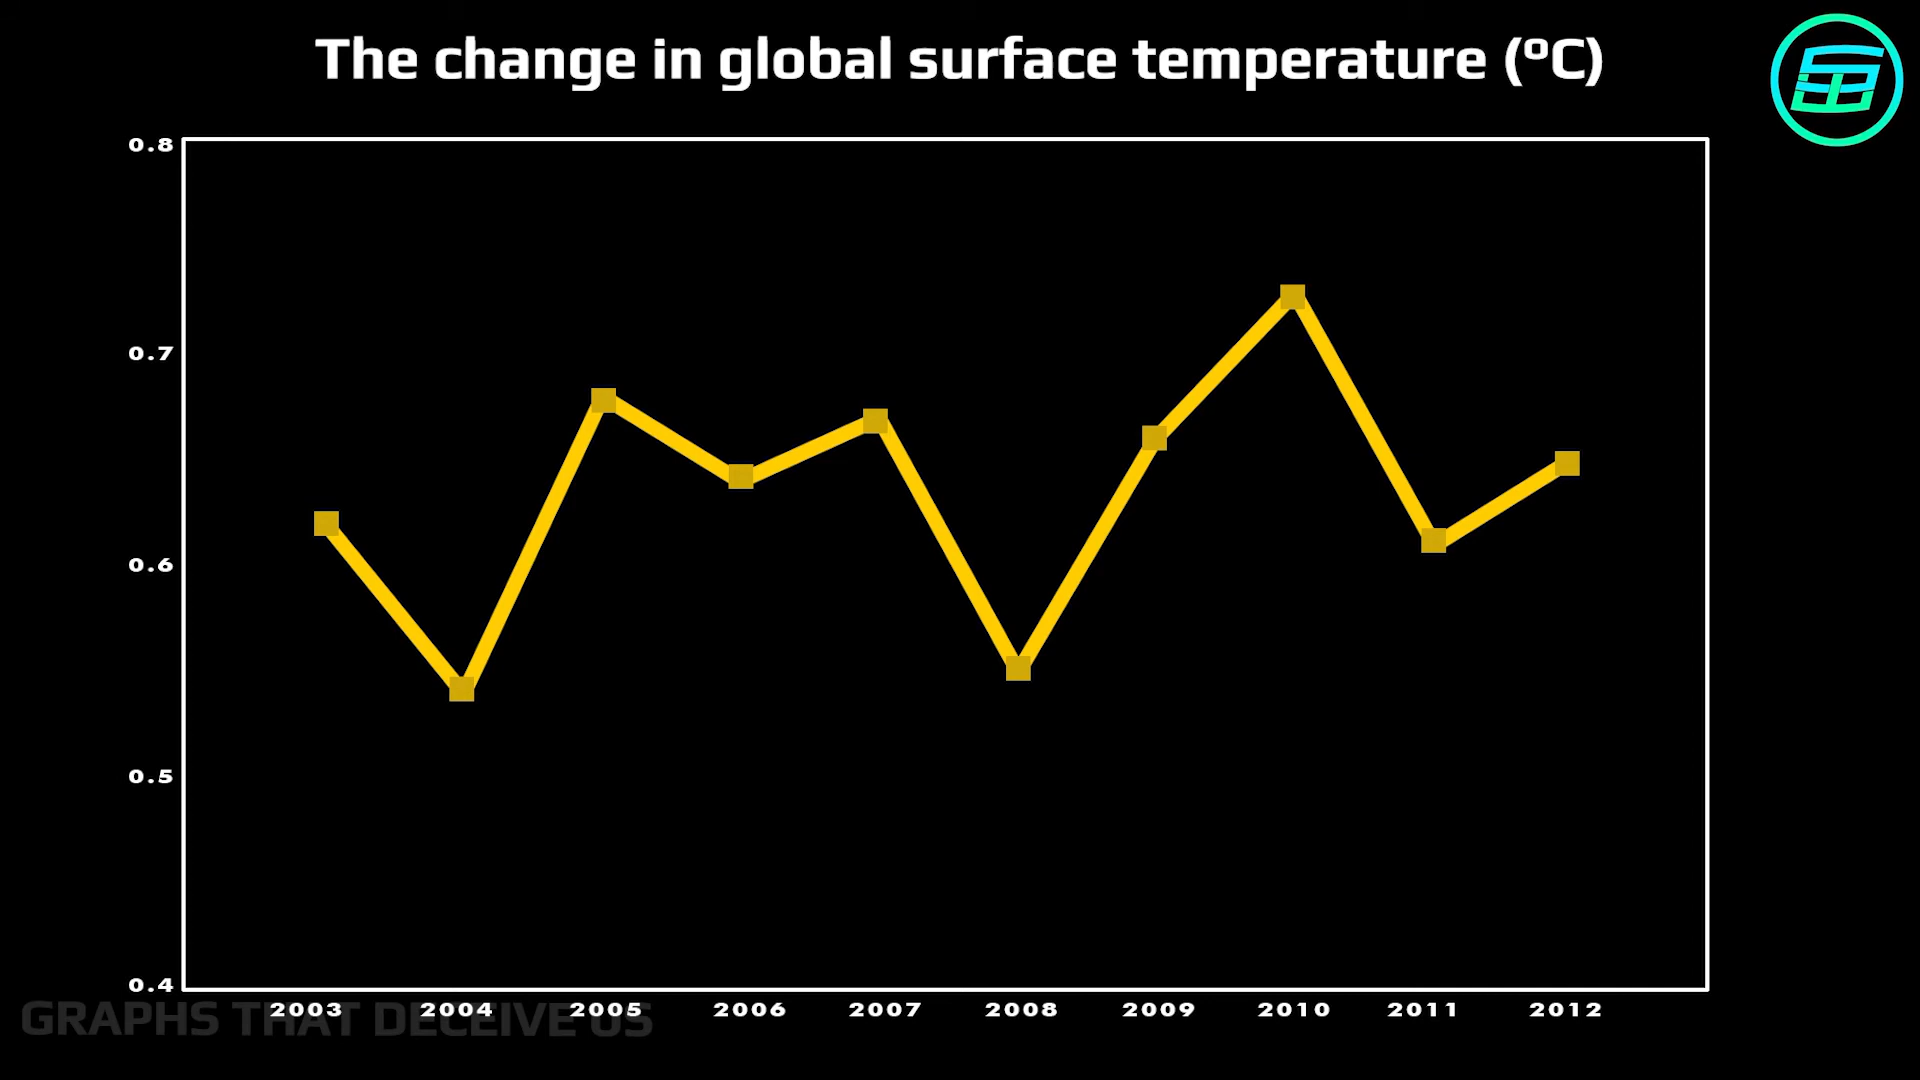 The change in global surface temperature (ºC)
0.8
0.7
0.6
0.5
0.4
2003 2004 2005 2006 2007 2008 2009 2010 2011 2012
GRAPHS THAT DECEIVE US